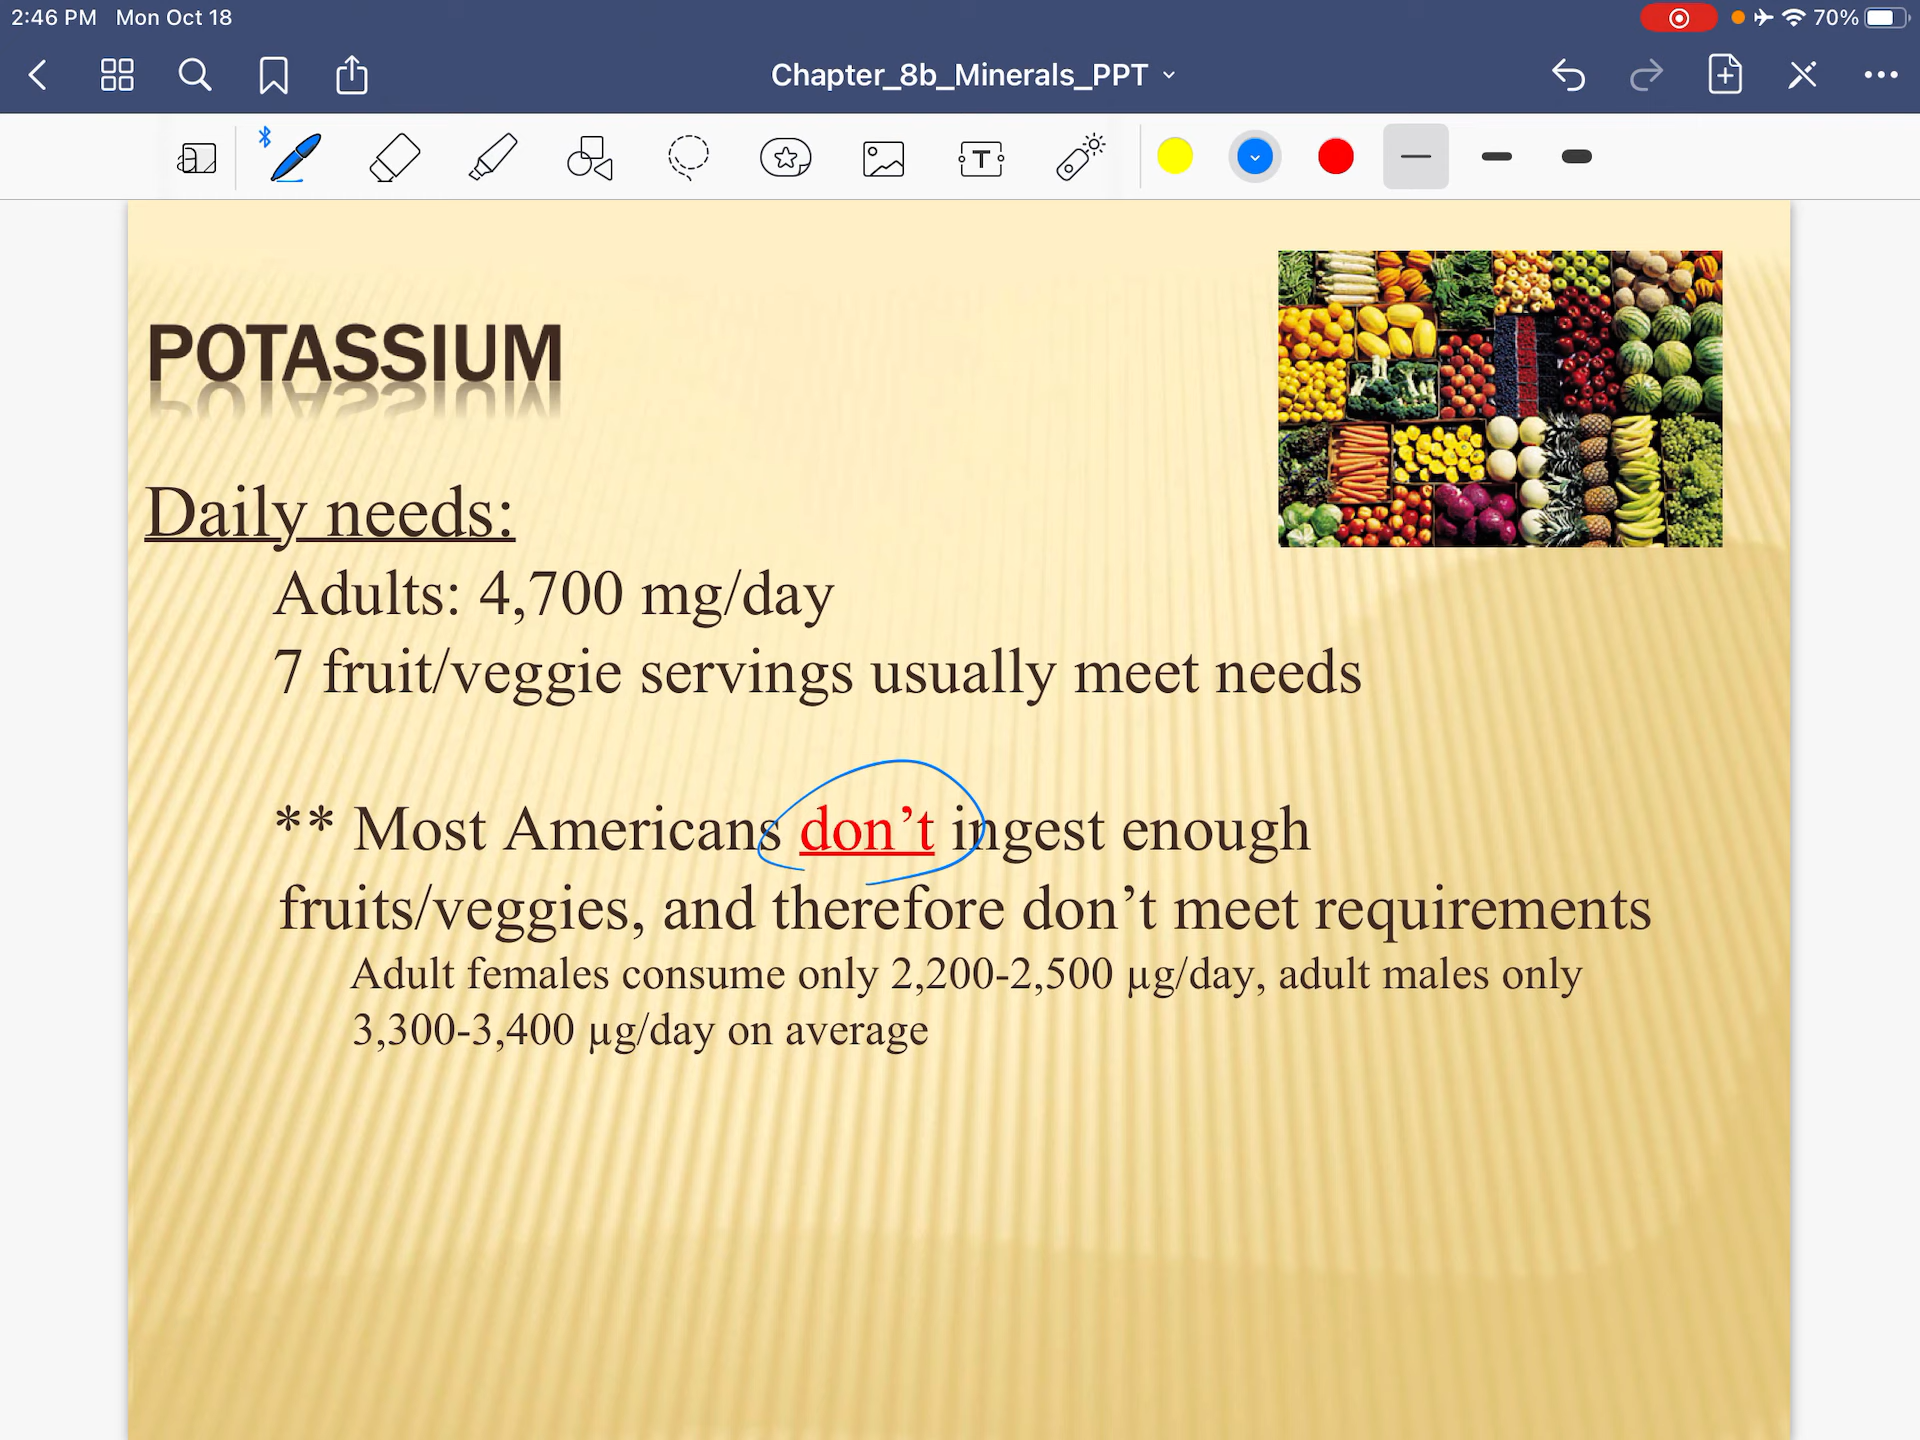 2:46 PM Mon Oct 18
70%
Chapter_8b_Minerals_PPT
POTASSIUM
Daily needs:
Adults: 4,700 mg/day
7 fruit/veggie servings usually meet needs
** Most Americans don’t ingest enough
fruits/veggies, and therefore don’t meet requirements
Adult females consume only 2,200-2,500 µg/day, adult males only
3,300-3,400 µg/day on average